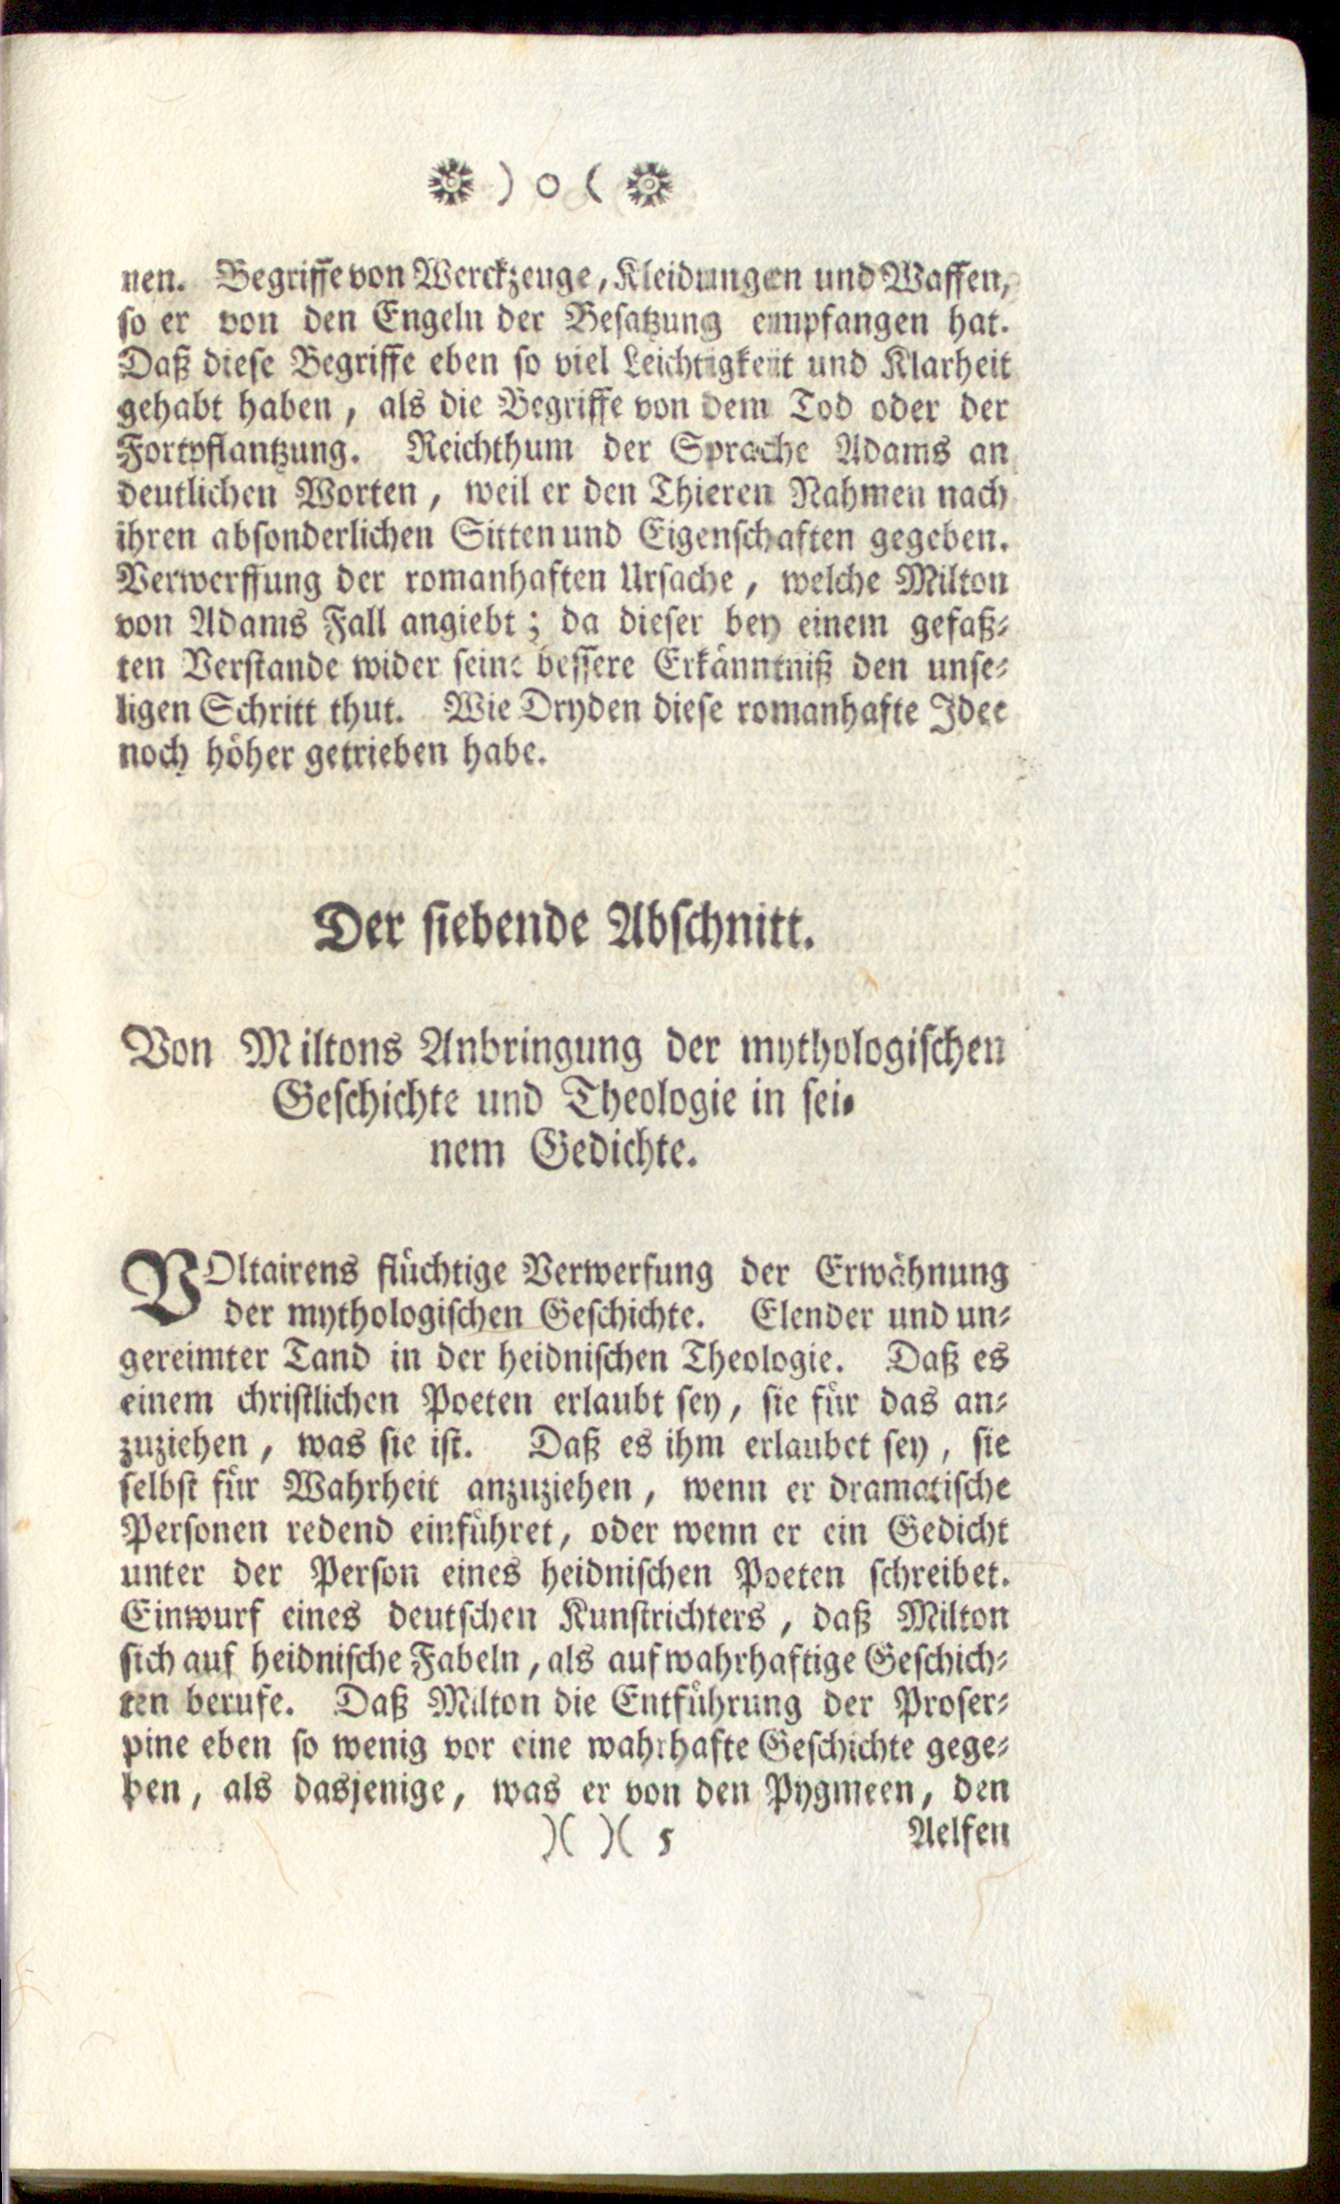 ❋ ) o ( ❋
nen. Begriffe von Werckzeuge, Kleidungen und Waffen,
so er von den Engeln der Besatzung empfangen hat.
Daß diese Begriffe eben so viel Leichtigkeit und Klarheit
gehabt haben, als die Begriffe von dem Tod oder der
Fortpflantzung. Reichthum der Sprache Adams an
deutlichen Worten, weil er den Thieren Nahmen nach
ihren absonderlichen Sitten und Eigenschaften gegeben.
Verwerffung der romanhaften Ursache, welche Milton
von Adams Fall angiebt; da dieser bey einem gefaß-
ten Verstande wider seine bessere Erkänntniß den unse-
ligen Schritt thut. Wie Dryden diese romanhafte Idee
noch höher getrieben habe.
Der siebende Abschnitt.
Von Miltons Anbringung der mythologischen
Geschichte und Theologie in sei-
nem Gedichte.
VOltairens flüchtige Verwerfung der Erwähnung
der mythologischen Geschichte. Elender und un-
gereimter Tand in der heidnischen Theologie. Daß es
einem christlichen Poeten erlaubt sey, sie für das an-
zuziehen, was sie ist. Daß es ihm erlaubet sey, sie
selbst für Wahrheit anzuziehen, wenn er dramatische
Personen redend einführet, oder wenn er ein Gedicht
unter der Person eines heidnischen Poeten schreibet.
Einwurf eines deutschen Kunstrichters, daß Milton
sich auf heidnische Fabeln, als auf wahrhaftige Geschich-
ten berufe. Daß Milton die Entführung der Proser-
pine eben so wenig vor eine wahrhafte Geschichte gege-
ben, als dasjenige, was er von den Pygmeen, den
)( )( 5 Aelfen